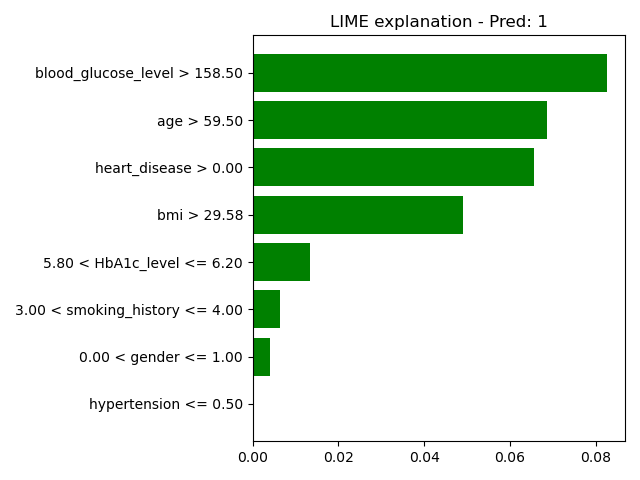 LIME explanation - Pred: 1
blood_glucose_level > 158.50
age > 59.50
heart_disease > 0.00
bmi > 29.58
5.80 < HbA1c_level <= 6.20
3.00 < smoking_history <= 4.00
0.00 < gender <= 1.00
hypertension <= 0.50
0.00 0.02 0.04 0.06 0.08